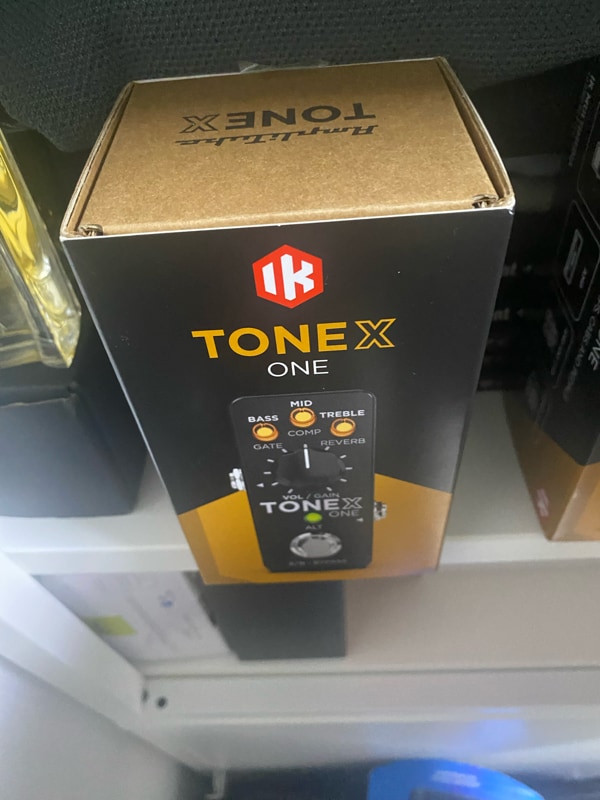 AmpliTube
TONEX
IK
TONEX
ONE
MID
BASS
TREBLE
COMP
GATE
REVERB
VOL / GAIN
TONEX
ONE
ALT